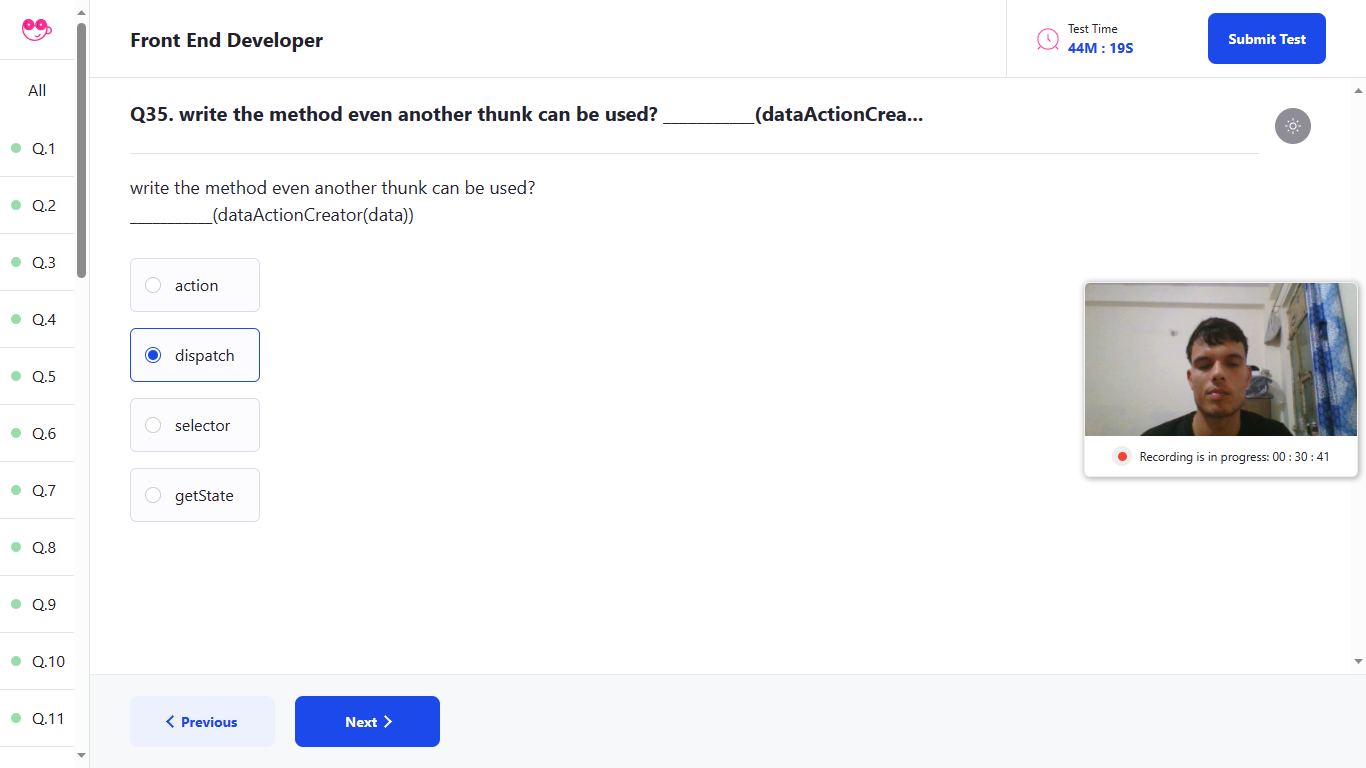 Front End Developer
Test Time
44M : 19S
Submit Test
All
Q.1
Q.2
Q.3
Q.4
Q.5
Q.6
Q.7
Q.8
Q.9
Q.10
Q.11
Q35. write the method even another thunk can be used? __________(dataActionCrea...
write the method even another thunk can be used?
__________(dataActionCreator(data))
action
dispatch
selector
getState
Recording is in progress: 00 : 30 : 41
Previous
Next